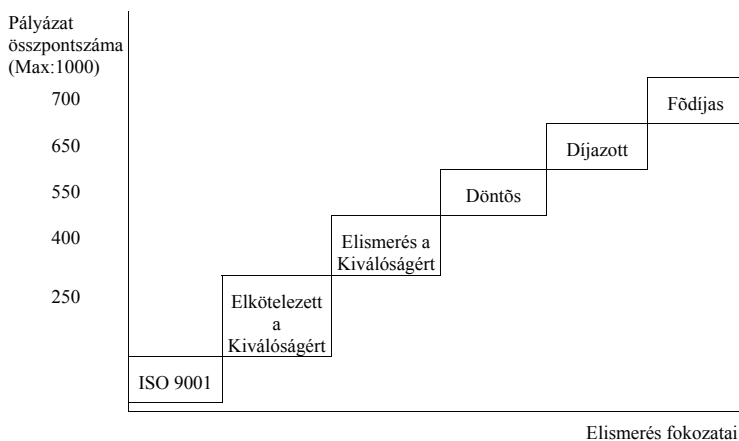 Pályázat
összpontszáma
(Max:1000)
700
Fõdíjas
650
Díjazott
550
Döntõs
400
Elismerés a
Kiválóságért
250
Elkötelezett
a
Kiválóságért
ISO 9001
Elismerés fokozatai